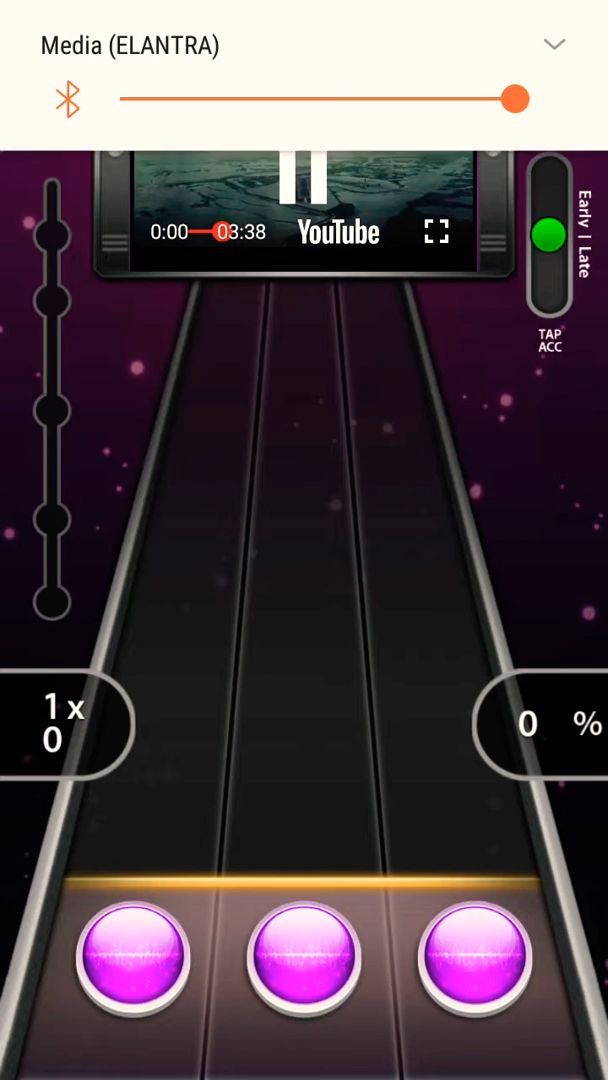 Media (ELANTRA)
0:00 03:38 YouTube
Early | Late
TAP
ACC
1 x
0
0 %